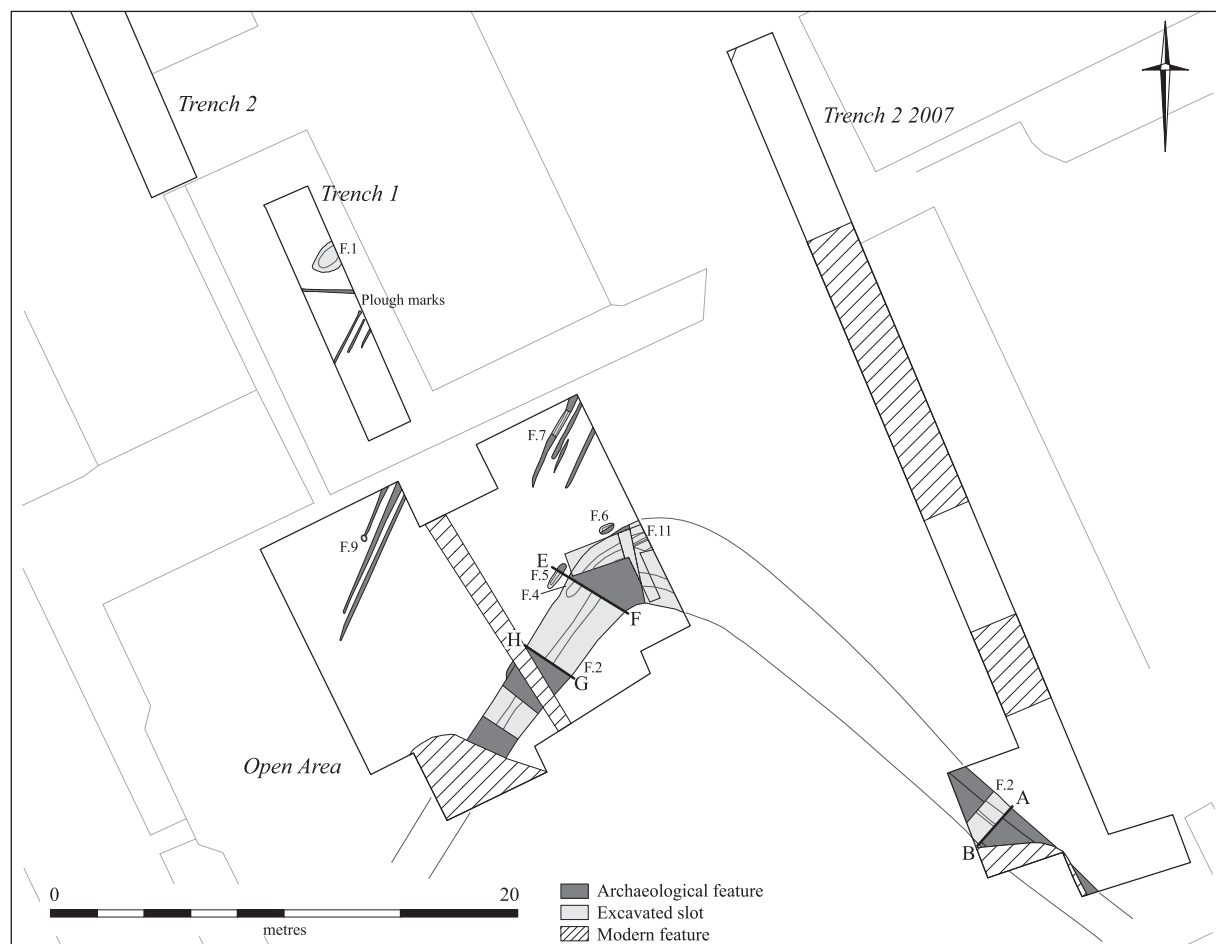 Trench 2
Trench 2 2007
Trench 1
F.1
Plough marks
F.7
F.9
F.6
F.11
E
F.5
F.4
F
H
F.2
G
Open Area
F.2
A
B
0
20
metres
Archaeological feature
Excavated slot
Modern feature